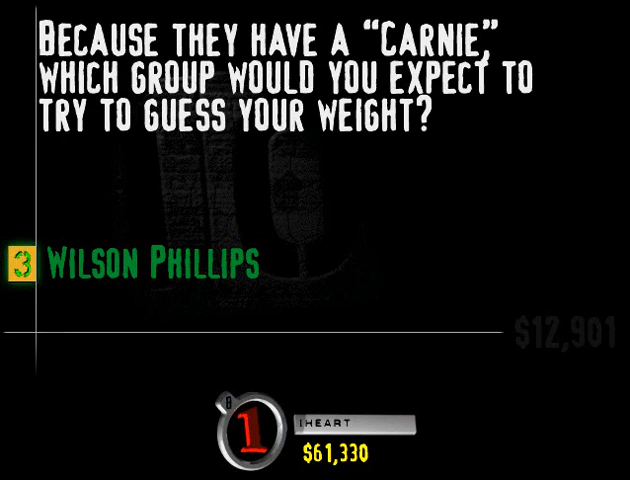 BECAUSE THEY HAVE A “CARNIE,”
WHICH GROUP WOULD YOU EXPECT TO
TRY TO GUESS YOUR WEIGHT?
3 WILSON PHILLIPS
$12,901
1 IHEART
$61,330